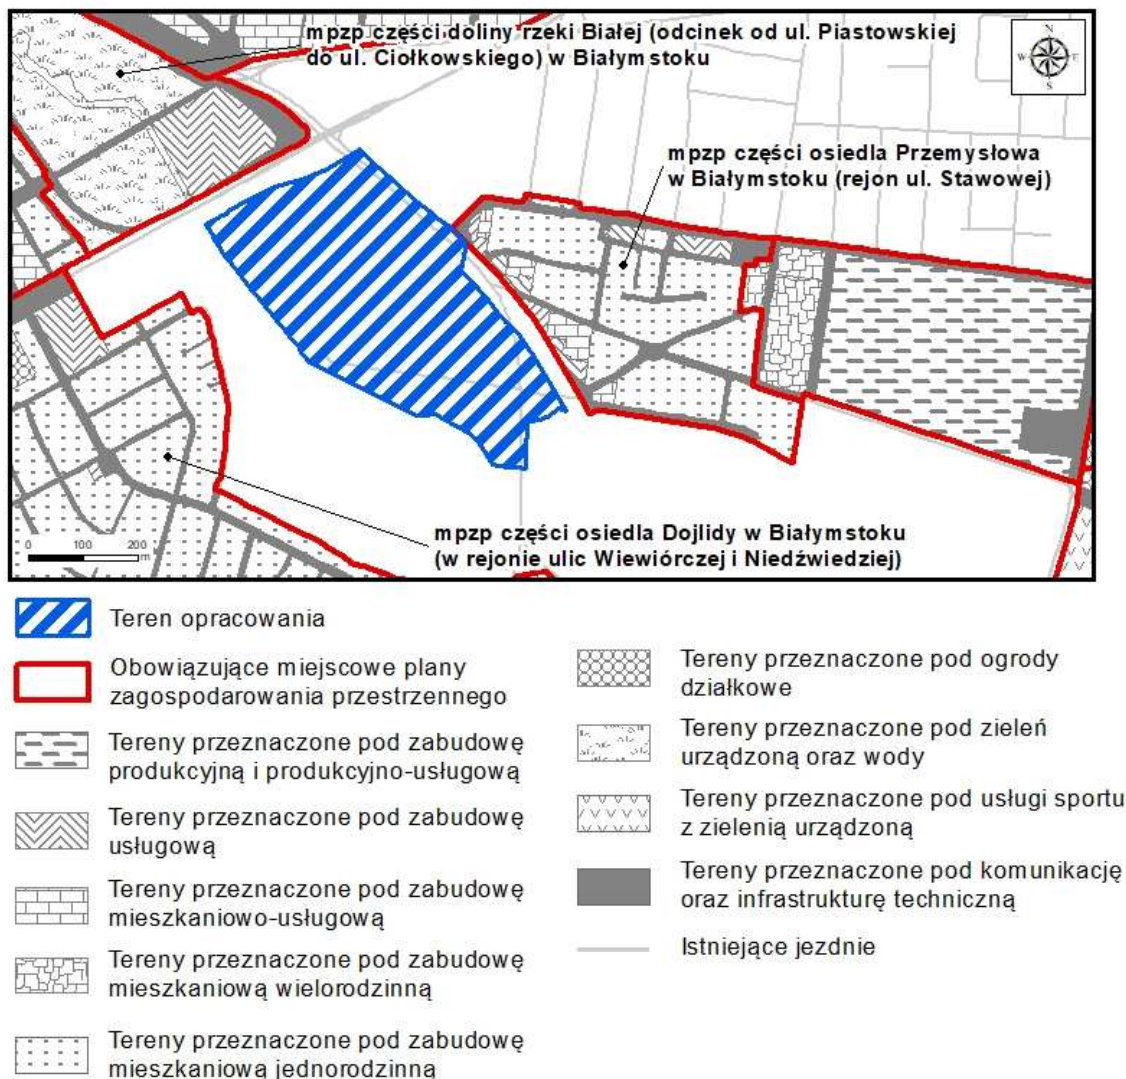 mpzp części doliny rzeki Białej (odcinek od ul. Piastowskiej
do ul. Ciołkowskiego) w Białymstoku
N
W E
S
mpzp części osiedla Przemysłowa
w Białymstoku (rejon ul. Stawowej)
mpzp części osiedla Dojlidy w Białymstoku
(w rejonie ulic Wiewiórczej i Niedźwiedziej)
0 100 200
m
Teren opracowania
Obowiązujące miejscowe plany
zagospodarowania przestrzennego
Tereny przeznaczone pod zabudowę
produkcyjną i produkcyjno-usługową
Tereny przeznaczone pod zabudowę
usługową
Tereny przeznaczone pod zabudowę
mieszkaniowo-usługową
Tereny przeznaczone pod zabudowę
mieszkaniową wielorodzinną
Tereny przeznaczone pod zabudowę
mieszkaniową jednorodzinną
Tereny przeznaczone pod ogrody
działkowe
Tereny przeznaczone pod zieleń
urządzoną oraz wody
Tereny przeznaczone pod usługi sportu
z zielenią urządzoną
Tereny przeznaczone pod komunikację
oraz infrastrukturę techniczną
Istniejące jezdnie